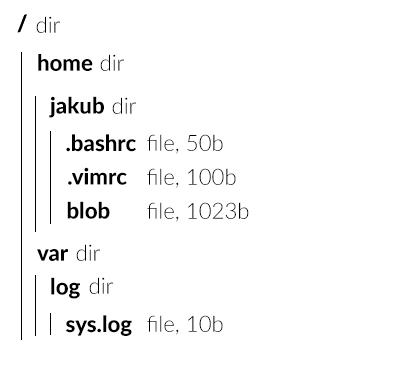 / dir
home dir
jakub dir
.bashrc file, 50b
.vimrc file, 100b
blob file, 1023b
var dir
log dir
sys.log file, 10b